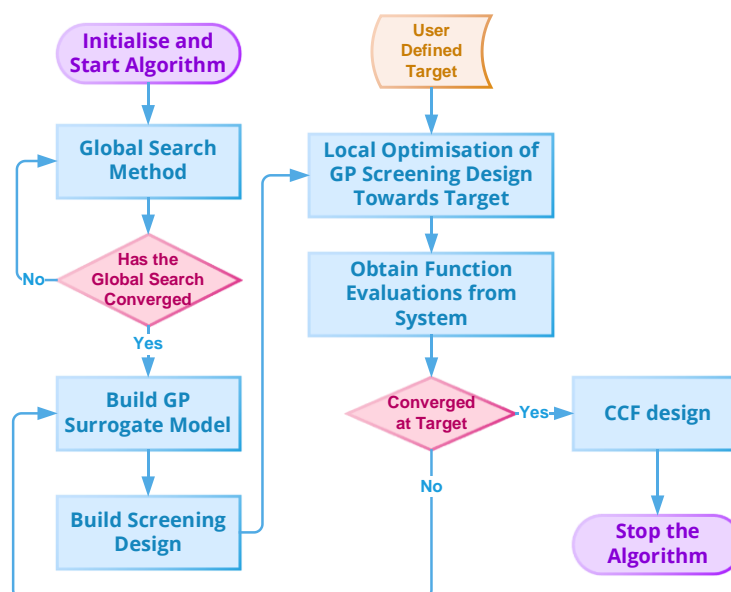 Initialise and
Start Algorithm
Global Search
Method
Has the
Global Search
Converged
No
Yes
Build GP
Surrogate Model
Build Screening
Design
User
Defined
Target
Local Optimisation of
GP Screening Design
Towards Target
Obtain Function
Evaluations from
System
Converged
at Target
Yes
No
CCF design
Stop the
Algorithm